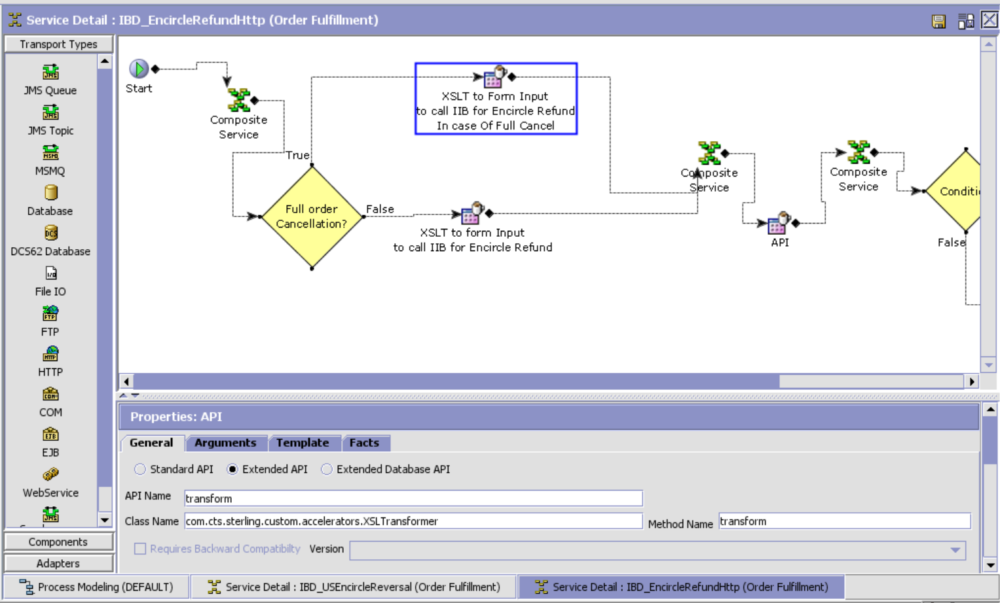 Service Detail : IBD_EncircleRefundHttp (Order Fulfillment)
Transport Types
JMS Queue
JMS Topic
MSMQ
Database
DCS62 Database
File IO
FTP
HTTP
COM
EJB
WebService
Components
Adapters
Start
Composite
Service
True
Full order
Cancellation?
False
XSLT to Form Input
to call IIB for Encircle Refund
In case Of Full Cancel
XSLT to form Input
to call IIB for Encircle Refund
Composite
Service
API
Composite
Service
Conditi
False
Properties: API
General Arguments Template Facts
Standard API Extended API Extended Database API
API Name transform
Class Name com.cts.sterling.custom.accelerators.XSLTransformer Method Name transform
Requires Backward Compatibilty Version
Process Modeling (DEFAULT) Service Detail : IBD_USEncircleReversal (Order Fulfillment) Service Detail : IBD_EncircleRefundHttp (Order Fulfillment)